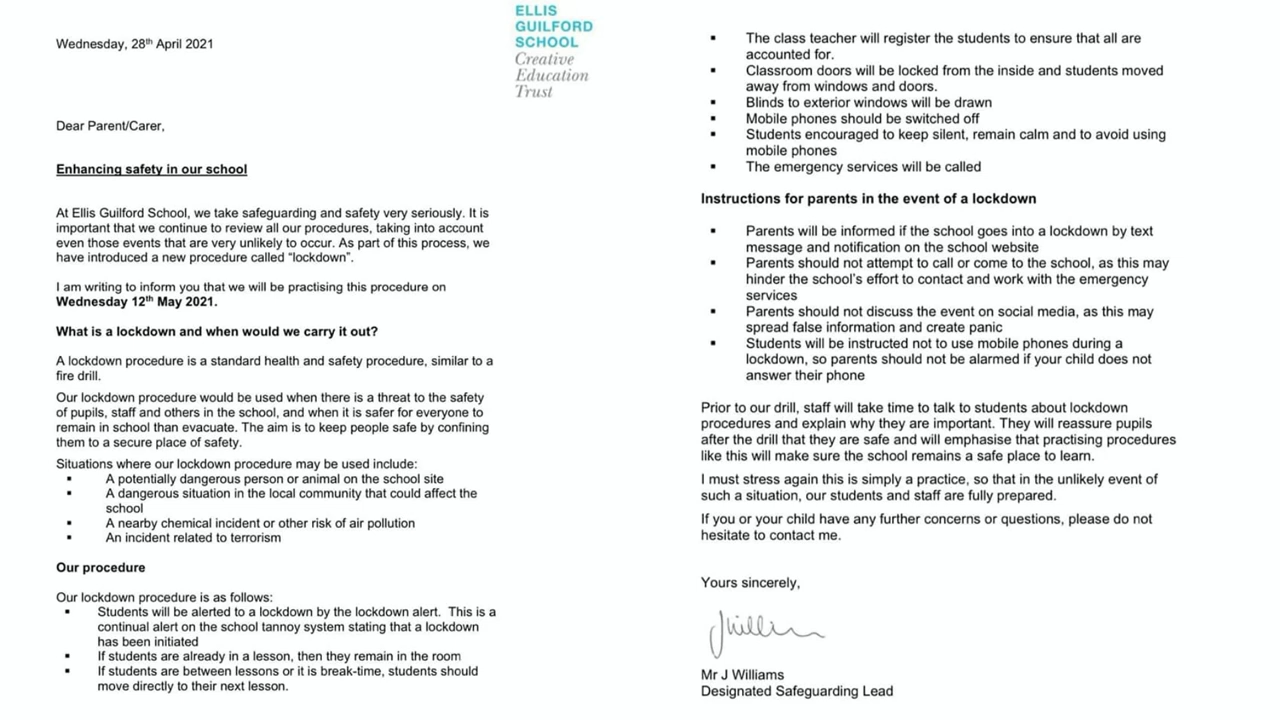 Wednesday, 28th April 2021
ELLIS
GUILFORD
SCHOOL
Creative
Education
Trust
Dear Parent/Carer,
Enhancing safety in our school
At Ellis Guilford School, we take safeguarding and safety very seriously. It is
important that we continue to review all our procedures, taking into account
even those events that are very unlikely to occur. As part of this process, we
have introduced a new procedure called “lockdown”.
I am writing to inform you that we will be practising this procedure on
Wednesday 12th May 2021.
What is a lockdown and when would we carry it out?
A lockdown procedure is a standard health and safety procedure, similar to a
fire drill.
Our lockdown procedure would be used when there is a threat to the safety
of pupils, staff and others in the school, and when it is safer for everyone to
remain in school than evacuate. The aim is to keep people safe by confining
them to a secure place of safety.
Situations where our lockdown procedure may be used include:
▪ A potentially dangerous person or animal on the school site
▪ A dangerous situation in the local community that could affect the
school
▪ A nearby chemical incident or other risk of air pollution
▪ An incident related to terrorism
Our procedure
Our lockdown procedure is as follows:
▪ Students will be alerted to a lockdown by the lockdown alert. This is a
continual alert on the school tannoy system stating that a lockdown
has been initiated
▪ If students are already in a lesson, then they remain in the room
▪ If students are between lessons or it is break-time, students should
move directly to their next lesson.
▪ The class teacher will register the students to ensure that all are
accounted for.
▪ Classroom doors will be locked from the inside and students moved
away from windows and doors.
▪ Blinds to exterior windows will be drawn
▪ Mobile phones should be switched off
▪ Students encouraged to keep silent, remain calm and to avoid using
mobile phones
▪ The emergency services will be called
Instructions for parents in the event of a lockdown
▪ Parents will be informed if the school goes into a lockdown by text
message and notification on the school website
▪ Parents should not attempt to call or come to the school, as this may
hinder the school’s effort to contact and work with the emergency
services
▪ Parents should not discuss the event on social media, as this may
spread false information and create panic
▪ Students will be instructed not to use mobile phones during a
lockdown, so parents should not be alarmed if your child does not
answer their phone
Prior to our drill, staff will take time to talk to students about lockdown
procedures and explain why they are important. They will reassure pupils
after the drill that they are safe and will emphasise that practising procedures
like this will make sure the school remains a safe place to learn.
I must stress again this is simply a practice, so that in the unlikely event of
such a situation, our students and staff are fully prepared.
If you or your child have any further concerns or questions, please do not
hesitate to contact me.
Yours sincerely,
Mr J Williams
Designated Safeguarding Lead